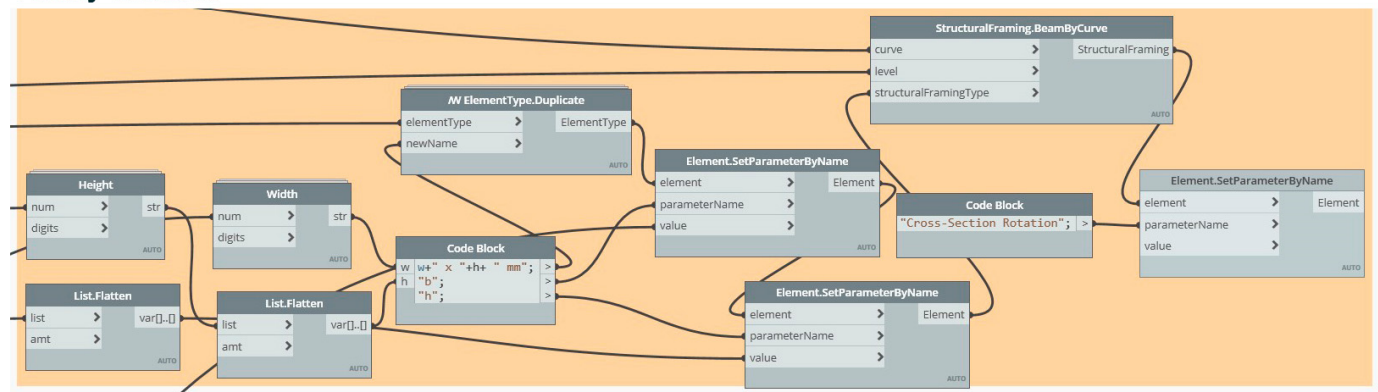 StructuralFraming.BeamByCurve
curve > StructuralFraming
level >
structuralFramingType >
AUTO
ElementType.Duplicate
elementType > ElementType
newName >
AUTO
Element.SetParameterByName
element > Element
parameterName >
value >
AUTO
Height
num > str
digits >
AUTO
Width
num > str
digits >
AUTO
Code Block
"Cross-Section Rotation"; >
AUTO
Element.SetParameterByName
element > Element
parameterName >
value >
AUTO
Code Block
w w+" x "+h+ " mm"; >
h "b"; >
"h"; >
AUTO
List.Flatten
list > var[]..[]
amt >
AUTO
List.Flatten
list > var[]..[]
amt >
AUTO
Element.SetParameterByName
element > Element
parameterName >
value >
AUTO